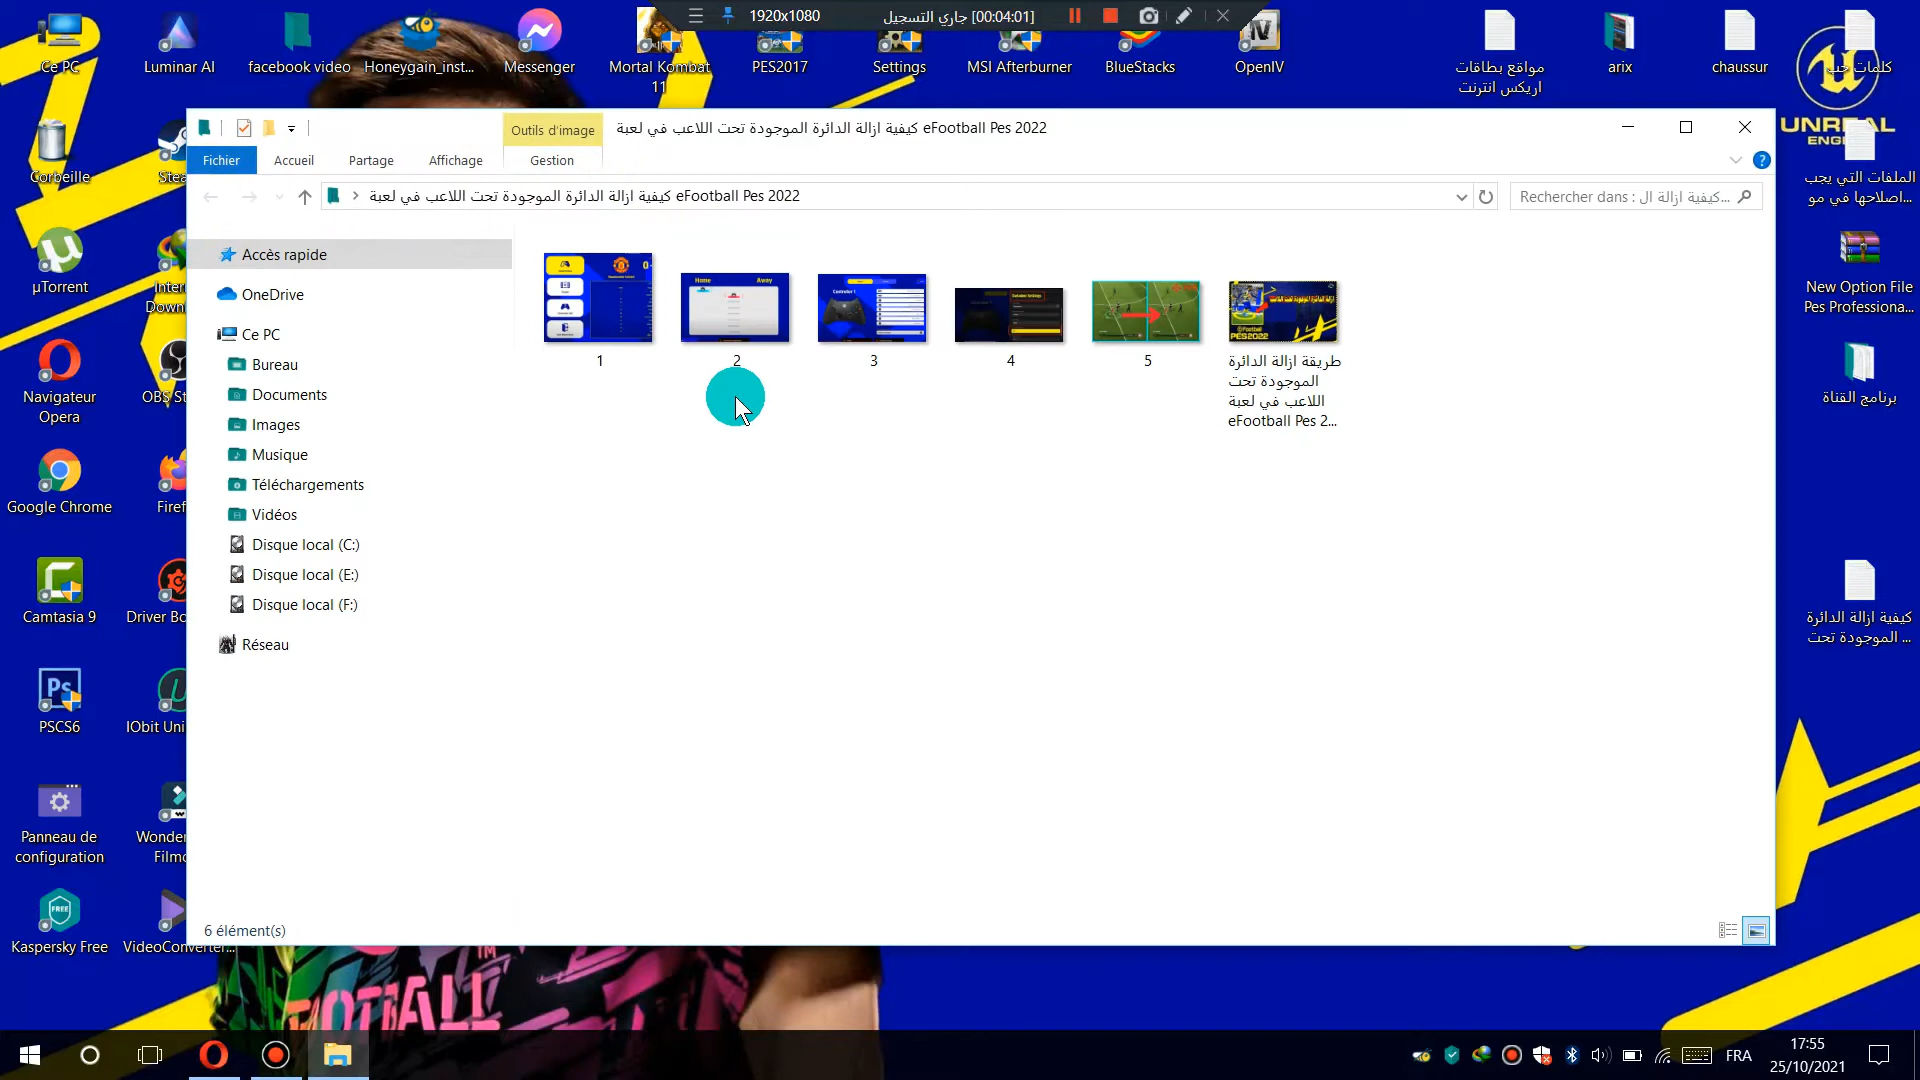 1920x1080
جاري التسجيل [00:04:01]
Ce PC
Luminar AI
facebook video
Honeygain_inst...
Messenger
Mortal Kombat
11
PES2017
Settings
MSI Afterburner
BlueStacks
OpenIV
مواقع بطاقات
اريكس انترنت
arix
chaussur
UNREAL
Outils d'image
كيفية ازالة الدائرة الموجودة تحت اللاعب في لعبة eFootball Pes 2022
Fichier
Accueil
Partage
Affichage
Gestion
كيفية ازالة الدائرة الموجودة تحت اللاعب في لعبة eFootball Pes 2022
Rechercher dans : كيفية ازالة ال...
Corbeille
µTorrent
Navigateur
Opera
Google Chrome
Camtasia 9
PSCS6
Panneau de
configuration
Kaspersky Free
Driver Bo
IObit Uni
VideoConverter...
Accès rapide
OneDrive
Ce PC
Bureau
Documents
Images
Musique
Téléchargements
Vidéos
Disque local (C:)
Disque local (E:)
Disque local (F:)
Réseau
Home
Away
1
2
3
4
5
طريقة ازالة الدائرة
الموجودة تحت
اللاعب في لعبة
eFootball Pes 2...
6 élément(s)
الملفات التي يجب
اصلاحها في مو...
New Option File
Pes Professiona...
برنامج القناة
كيفية ازالة الدائرة
الموجودة تحت ...
FRA
17:55
25/10/2021